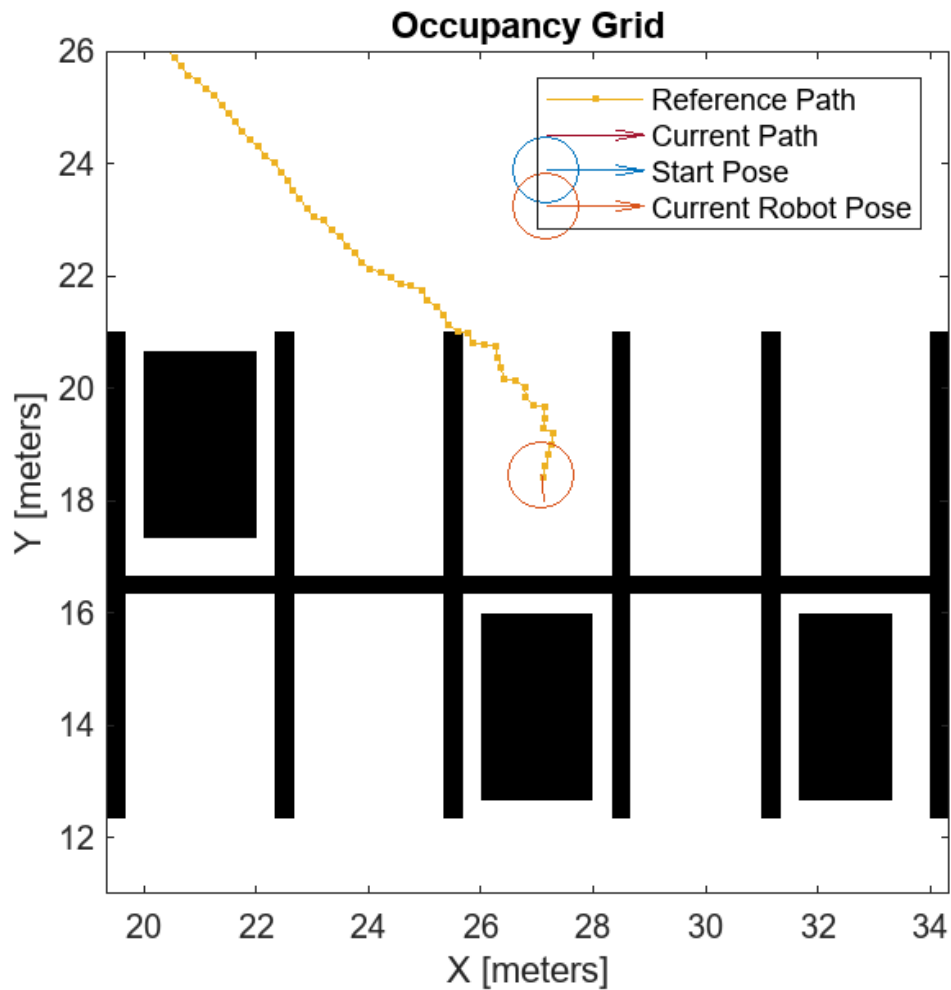 Occupancy Grid
Reference Path
Current Path
Start Pose
Current Robot Pose
26
24
22
20
18
16
14
12
Y [meters]
20 22 24 26 28 30 32 34
X [meters]